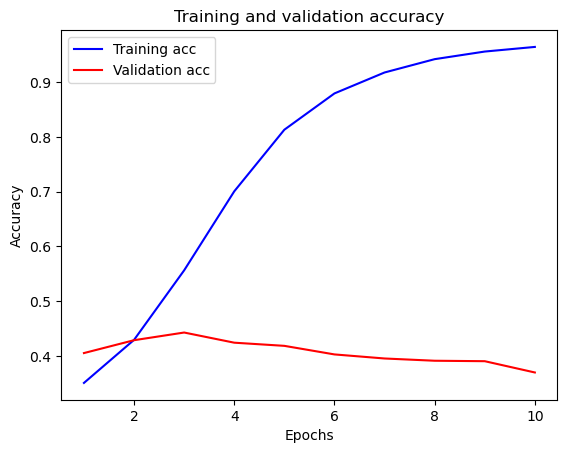 Training and validation accuracy
Training acc
Validation acc
0.9
0.8
0.7
0.6
0.5
0.4
Accuracy
2 4 6 8 10
Epochs